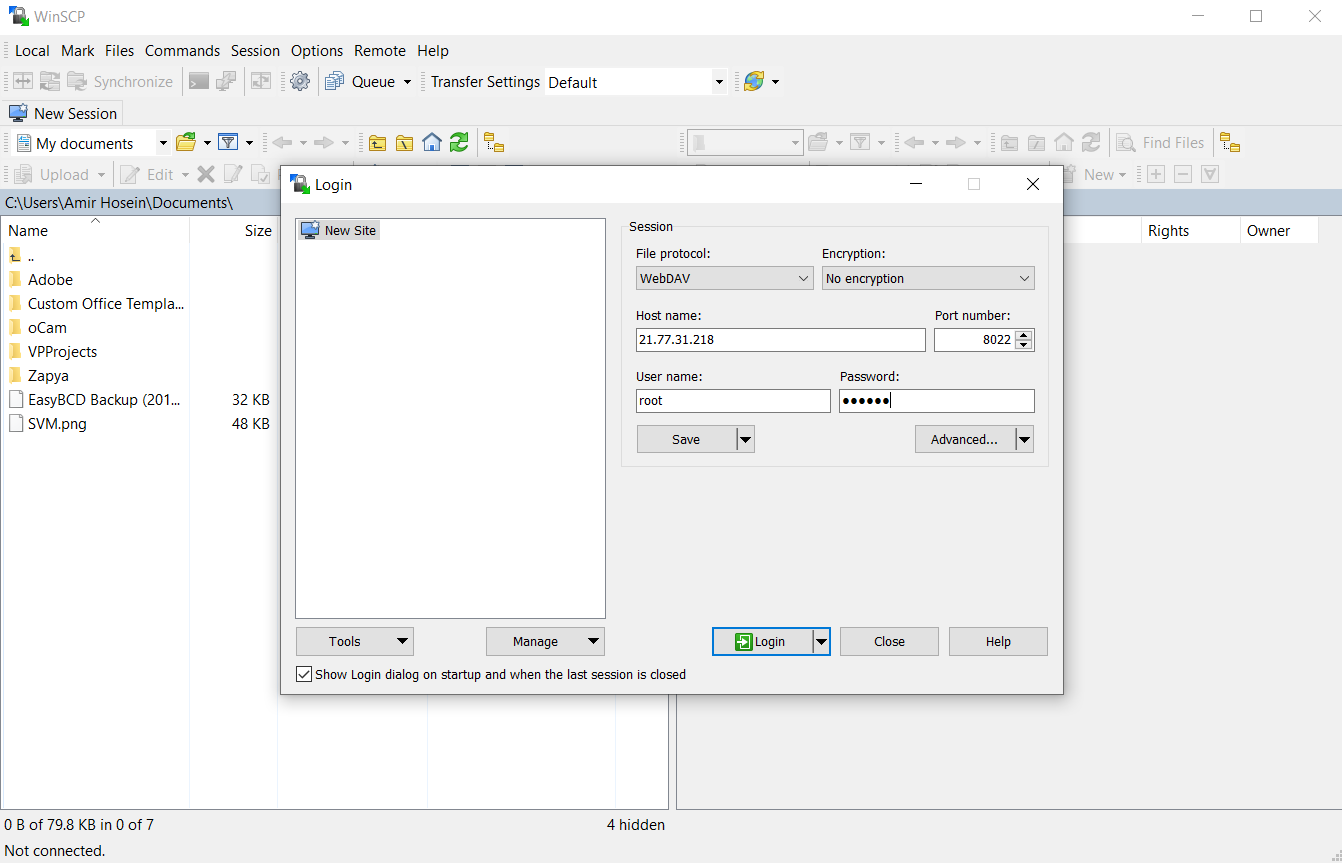 WinSCP
Local Mark Files Commands Session Options Remote Help
Synchronize Queue Transfer Settings Default
New Session
My documents Find Files
Upload Edit New
C:\Users\Amir Hosein\Documents\
Name Size Rights Owner
..
Adobe
Custom Office Templa...
oCam
VPProjects
Zapya
EasyBCD Backup (201... 32 KB
SVM.png 48 KB
Login
New Site
Session
File protocol: Encryption:
WebDAV No encryption
Host name: Port number:
21.77.31.218 8022
User name: Password:
root ••••••
Save Advanced...
Tools Manage Login Close Help
Show Login dialog on startup and when the last session is closed
0 B of 79.8 KB in 0 of 7 4 hidden
Not connected.